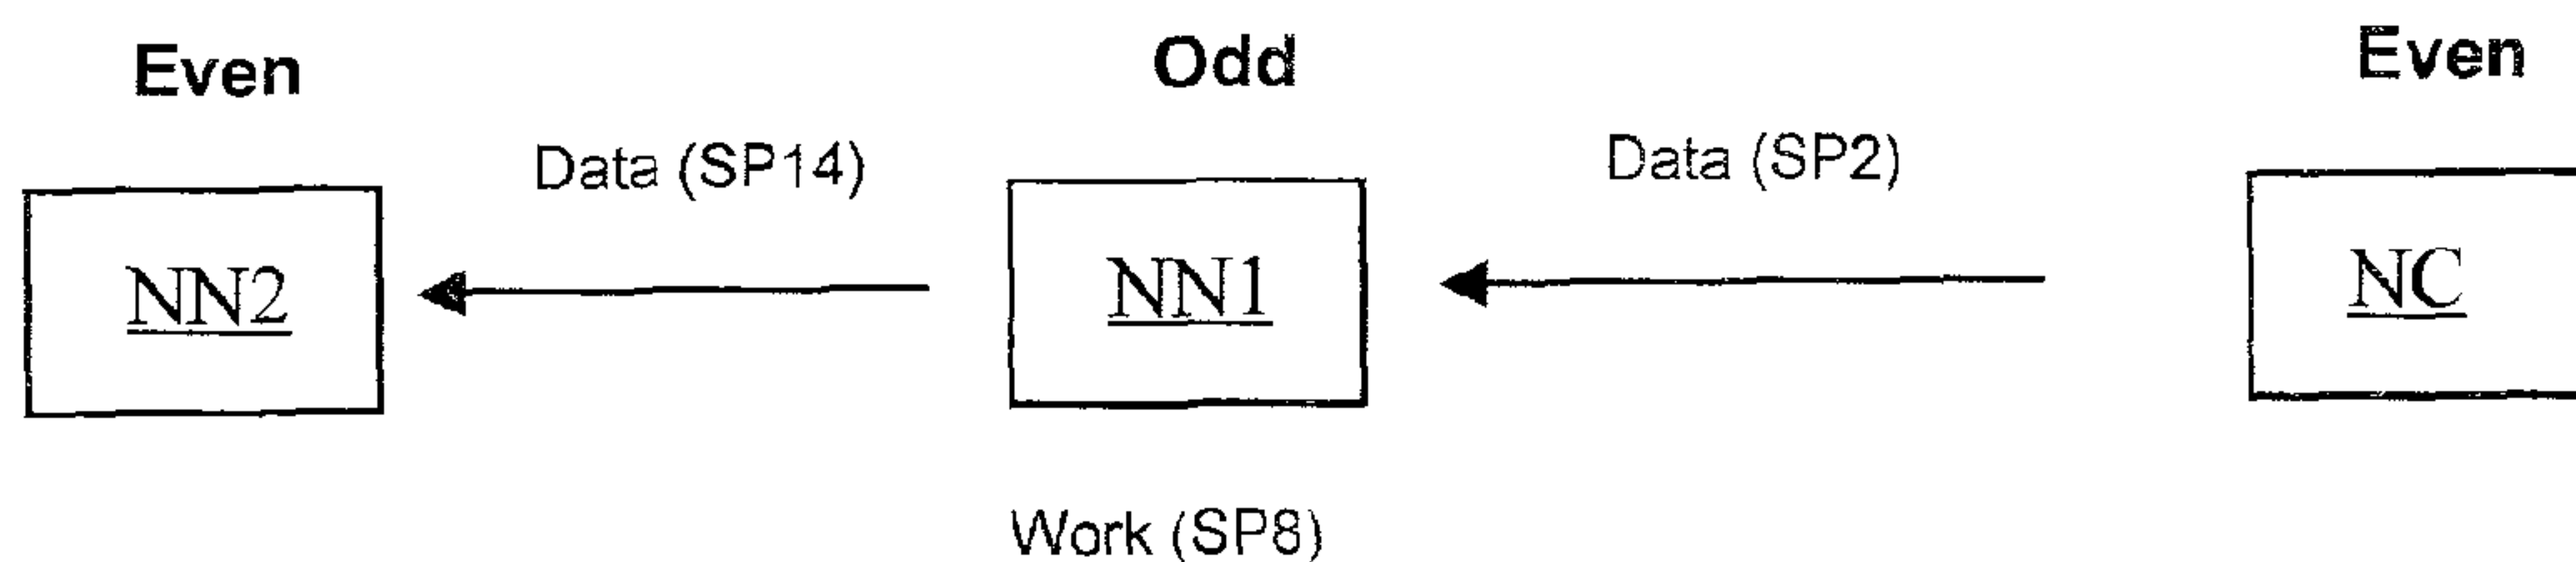 Even
Odd
Even
Data (SP14)
Data (SP2)
NN2
NN1
NC
Work (SP8)